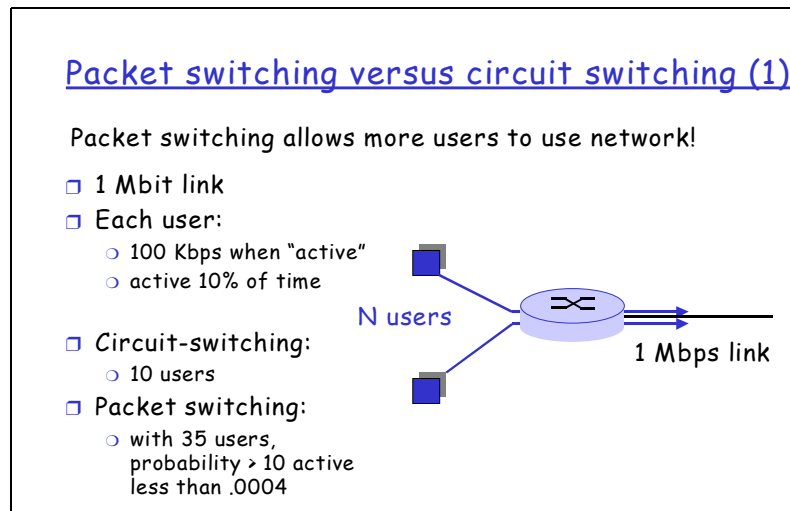 Packet switching versus circuit switching (1)
Packet switching allows more users to use network!
1 Mbit link
Each user:
100 Kbps when “active”
active 10% of time
Circuit-switching:
10 users
Packet switching:
with 35 users,
probability > 10 active
less than .0004
N users
1 Mbps link